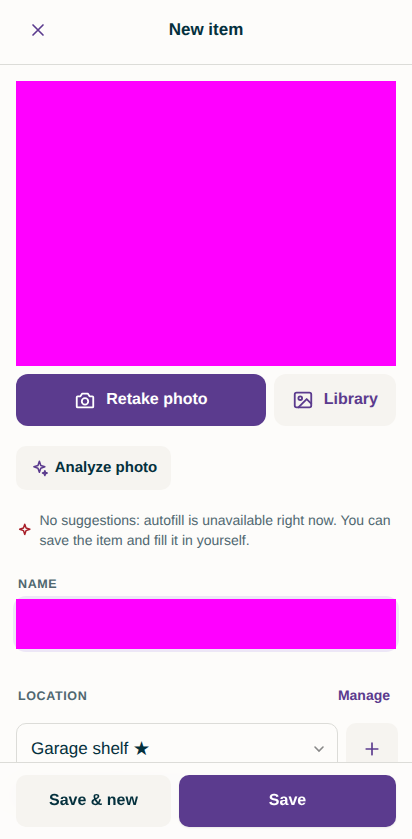 New item
Retake photo
Library
Analyze photo
No suggestions: autofill is unavailable right now. You can
save the item and fill it in yourself.
NAME
LOCATION
Manage
Garage shelf ★
Save & new
Save